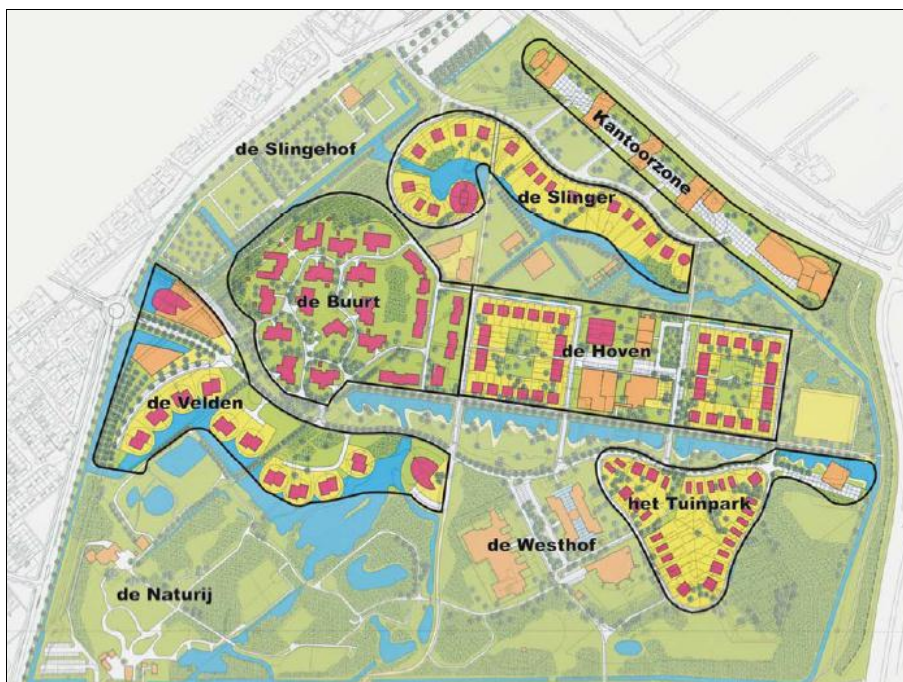 Kantoorzone
de Slingehof
de Slinger
de Buurt
de Hoven
de Velden
het Tuinpark
de Westhof
de Naturij